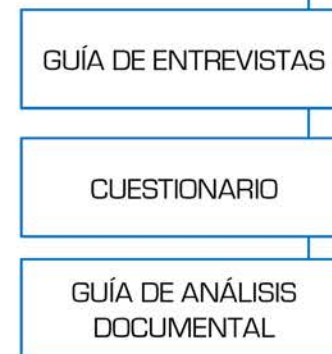 GUÍA DE ENTREVISTAS
CUESTIONARIO
GUÍA DE ANÁLISIS
DOCUMENTAL